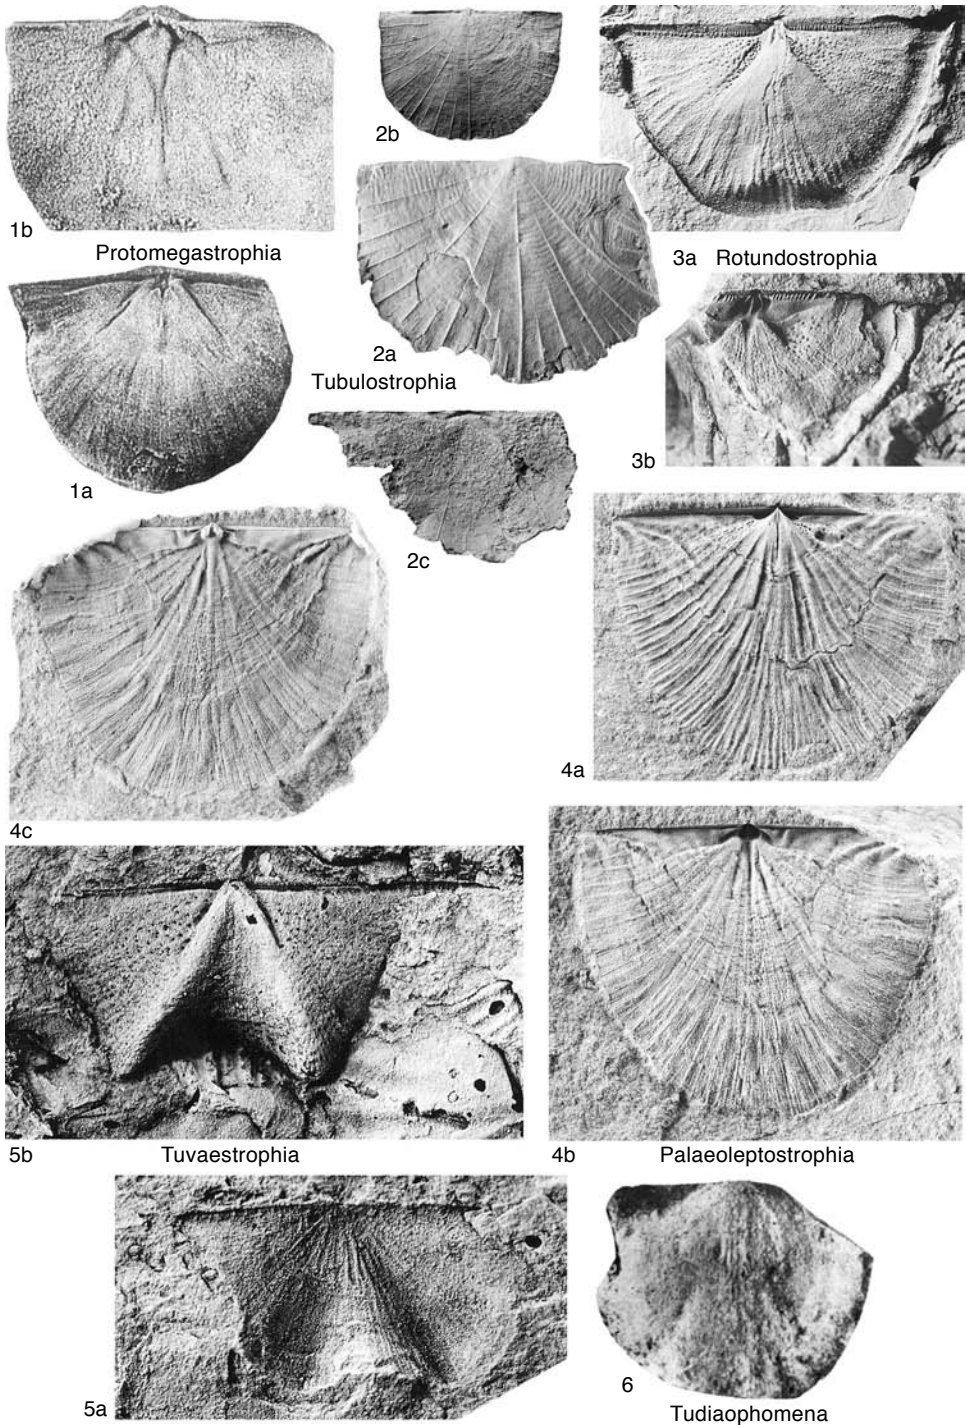 1b
Protomegastrophia
1a
2b
2a
Tubulostrophia
2c
3a Rotundostrophia
3b
4c
4a
5b
Tuvaestrophia
4b
Palaeoleptostrophia
5a
6
Tudiaophomena